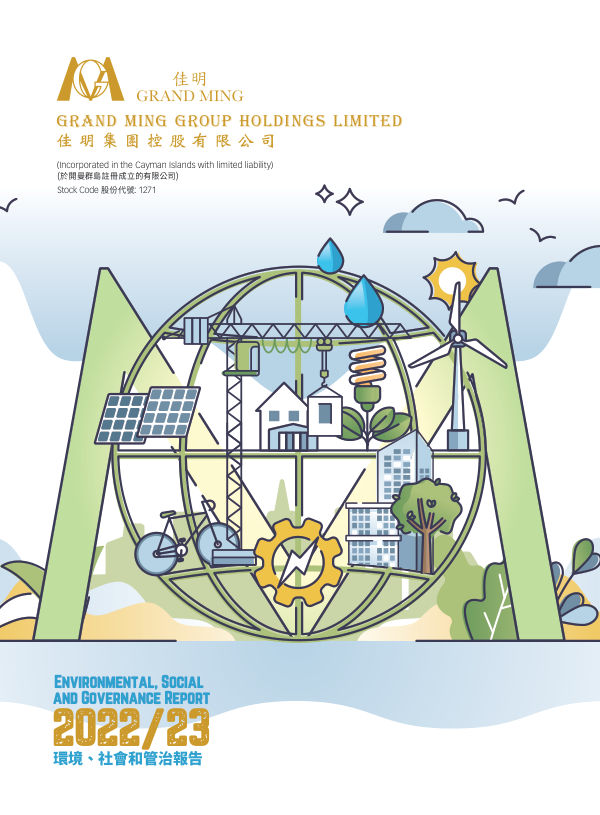 佳明
GRAND MING
GRAND MING GROUP HOLDINGS LIMITED
佳明集團控股有限公司
(Incorporated in the Cayman Islands with limited liability)
(於開曼群島註冊成立的有限公司)
Stock Code 股份代號: 1271
ENVIRONMENTAL, SOCIAL
AND GOVERNANCE REPORT
2022/23
環境、社會和管治報告